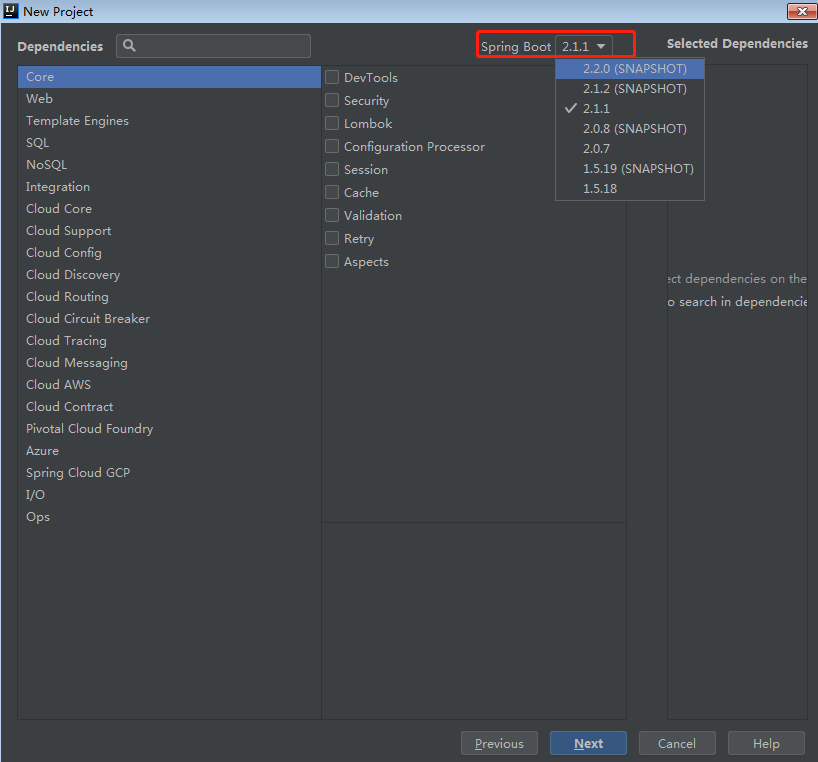 New Project
Dependencies
Spring Boot 2.1.1
Selected Dependencies
Core
Web
Template Engines
SQL
NoSQL
Integration
Cloud Core
Cloud Support
Cloud Config
Cloud Discovery
Cloud Routing
Cloud Circuit Breaker
Cloud Tracing
Cloud Messaging
Cloud AWS
Cloud Contract
Pivotal Cloud Foundry
Azure
Spring Cloud GCP
I/O
Ops
DevTools
Security
Lombok
Configuration Processor
Session
Cache
Validation
Retry
Aspects
2.2.0 (SNAPSHOT)
2.1.2 (SNAPSHOT)
2.1.1
2.0.8 (SNAPSHOT)
2.0.7
1.5.19 (SNAPSHOT)
1.5.18
ect dependencies on the
o search in dependencie
Previous
Next
Cancel
Help